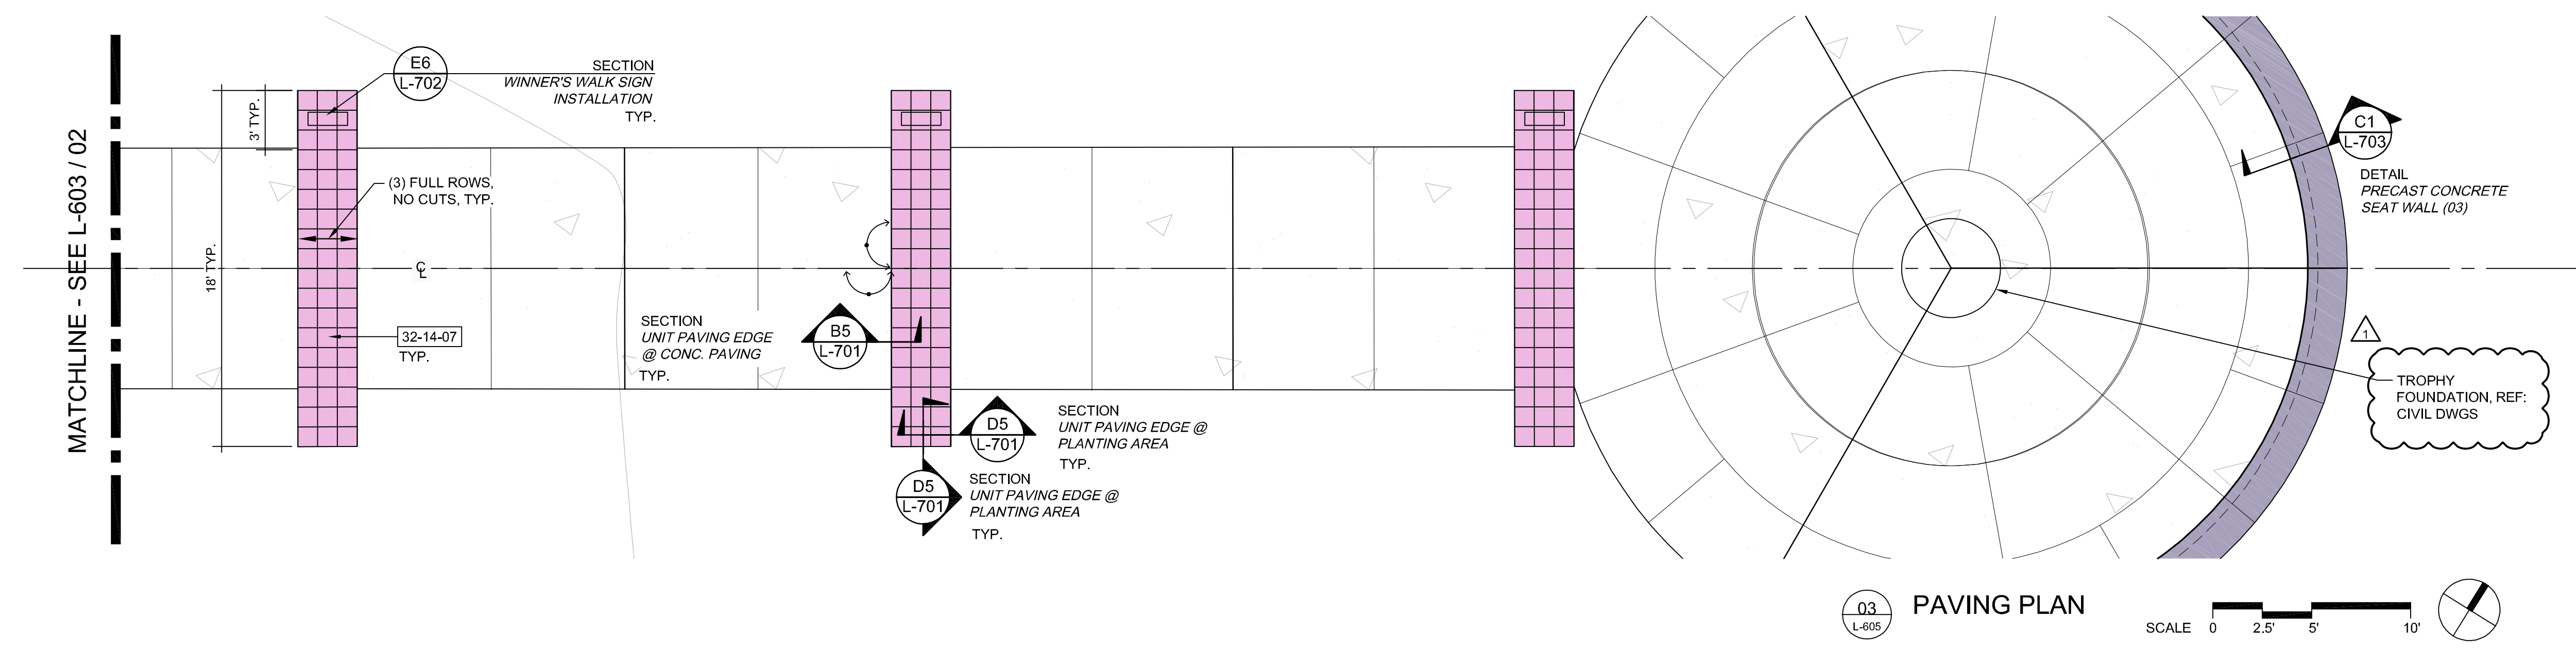 MATCHLINE - SEE L-603 / 02
3' TYP.
18' TYP.
E6
L-702
SECTION
WINNER'S WALK SIGN
INSTALLATION
TYP.
(3) FULL ROWS,
NO CUTS, TYP.
CL
32-14-07
TYP.
SECTION
UNIT PAVING EDGE
@ CONC. PAVING
TYP.
B5
L-701
D5
L-701
SECTION
UNIT PAVING EDGE @
PLANTING AREA
TYP.
D5
L-701
SECTION
UNIT PAVING EDGE @
PLANTING AREA
TYP.
C1
L-703
DETAIL
PRECAST CONCRETE
SEAT WALL (03)
1
TROPHY
FOUNDATION, REF:
CIVIL DWGS
03
L-605
PAVING PLAN
SCALE 0 2.5' 5' 10'